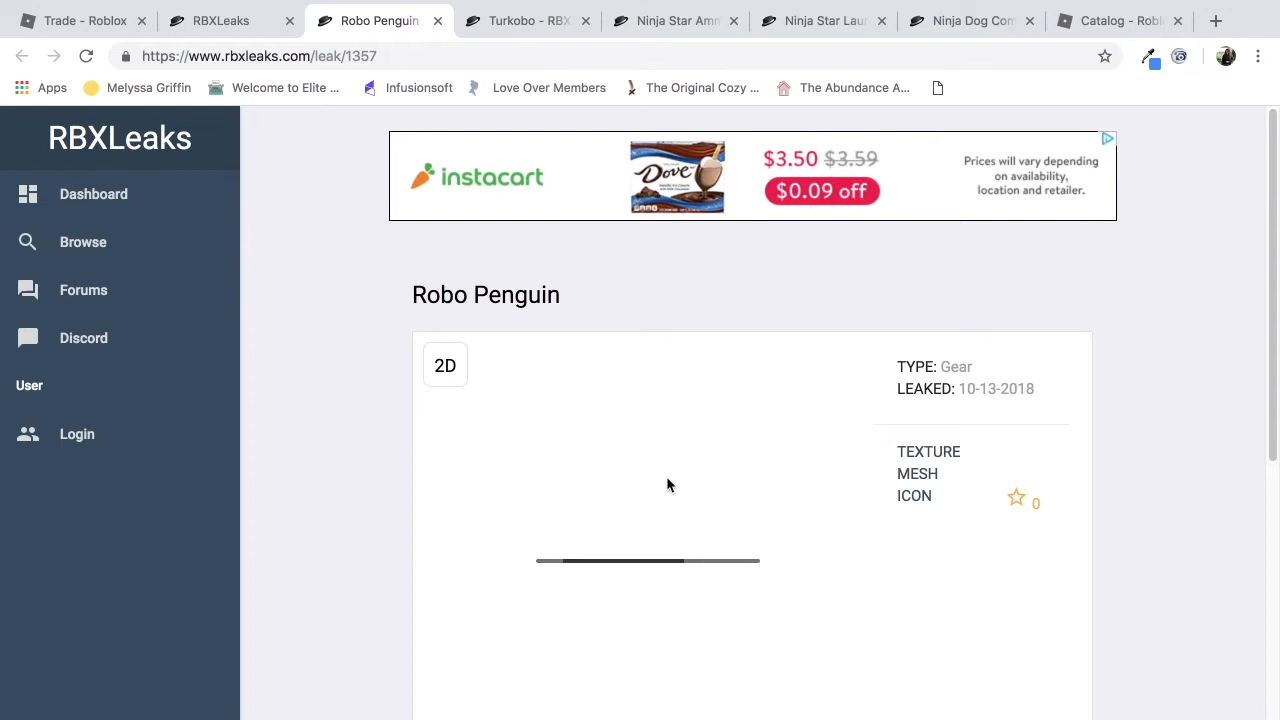 Trade - Roblox
RBXLeaks
Robo Penguin
Turkobo - RBX
Ninja Star Amm
Ninja Star Lau
Ninja Dog Com
Catalog - Robl
https://www.rbxleaks.com/leak/1357
Apps
Melyssa Griffin
Welcome to Elite ...
Infusionsoft
Love Over Members
The Original Cozy ...
The Abundance A...
RBXLeaks
Dashboard
Browse
Forums
Discord
User
Login
instacart
Dove
$3.50 $3.59
$0.09 off
Prices will vary depending
on availability,
location and retailer.
Robo Penguin
2D
TYPE: Gear
LEAKED: 10-13-2018
TEXTURE
MESH
ICON
0